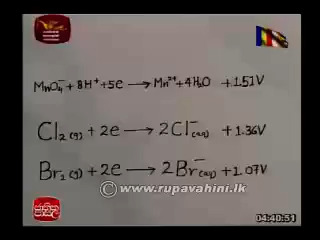 MnO₄⁻ + 8H⁺ + 5e ⟶ Mn²⁺ + 4H₂O +1.51V
Cl₂(g) + 2e ⟶ 2Cl⁻(aq) +1.36V
Br₂(g) + 2e ⟶ 2Br⁻(aq) +1.07V
© www.rupavahini.lk
04:40:51